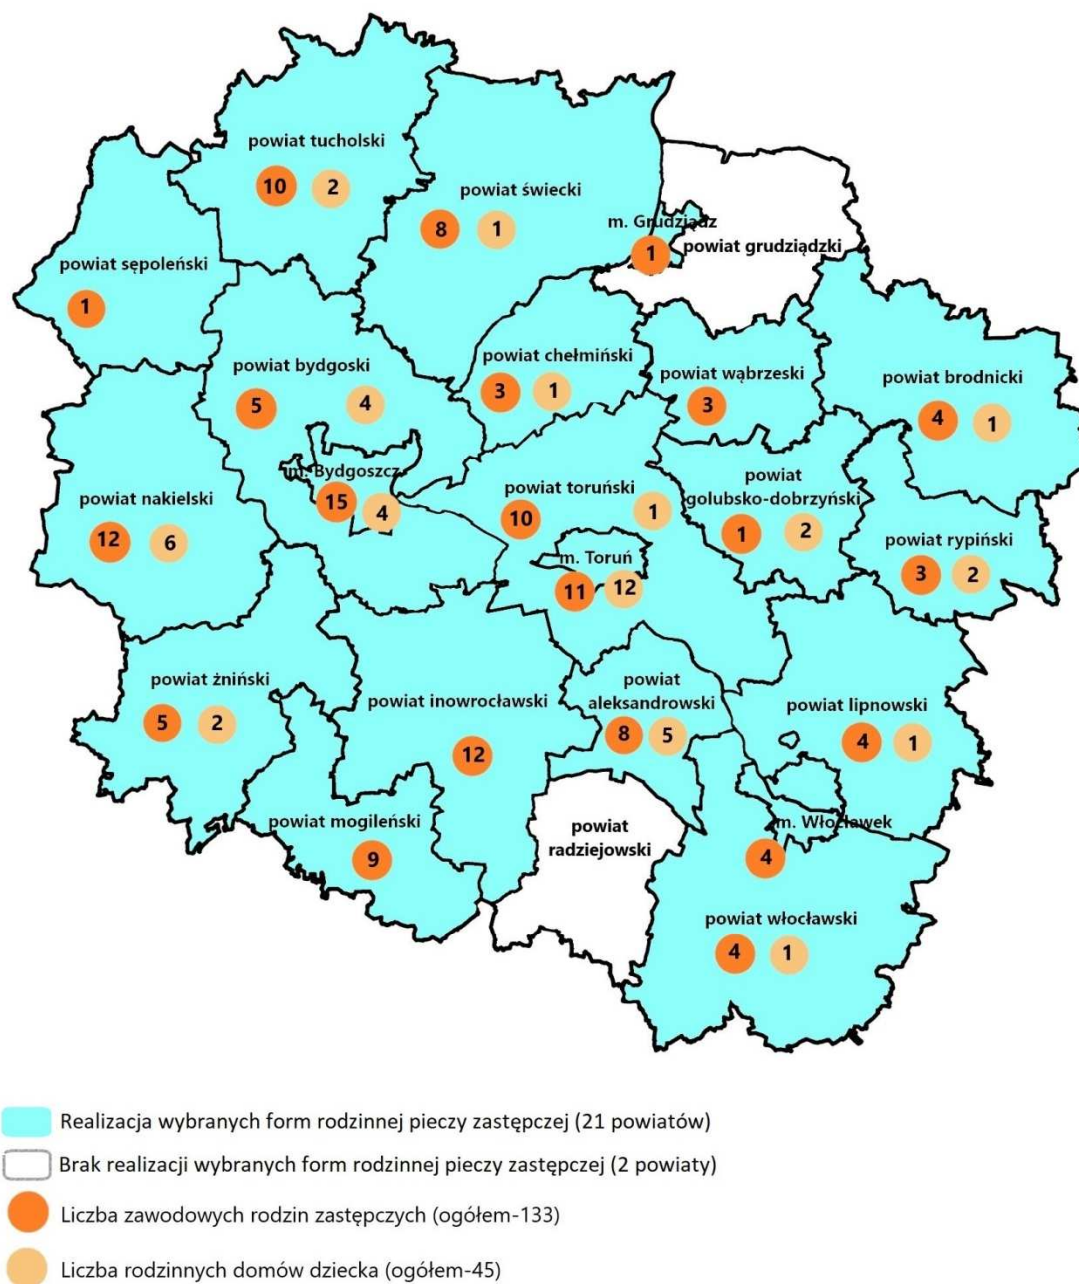 powiat tucholski
10 2
powiat świecki
8 1
m. Grudziądz
1
powiat grudziądzki
powiat sępoleński
1
powiat bydgoski
5 4
powiat chełmiński
3 1
powiat wąbrzeski
3
powiat brodnicki
4 1
m. Bydgoszcz
15 4
powiat nakielski
12 6
powiat toruński
10 1
powiat
golubsko-dobrzyński
1 2
powiat rypiński
3 2
m. Toruń
11 12
powiat żniński
5 2
powiat inowrocławski
12
powiat
aleksandrowski
8 5
powiat lipnowski
4 1
powiat mogileński
9
powiat
radziejowski
m. Włocławek
4
powiat włocławski
4 1
Realizacja wybranych form rodzinnej pieczy zastępczej (21 powiatów)
Brak realizacji wybranych form rodzinnej pieczy zastępczej (2 powiaty)
Liczba zawodowych rodzin zastępczych (ogółem-133)
Liczba rodzinnych domów dziecka (ogółem-45)